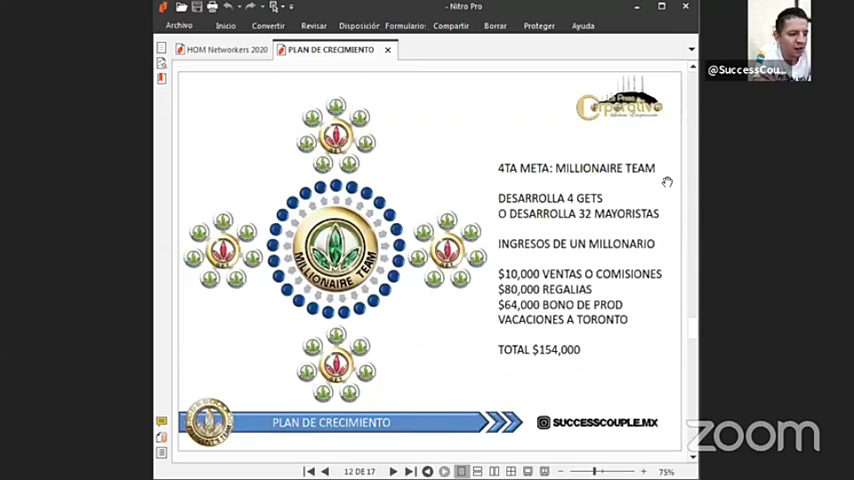 - Nitro Pro
Archivo Inicio Convertir Revisar Disposición Formulario: Compartir Borrar Proteger Ayuda
HOM Networkers 2020 PLAN DE CRECIMIENTO
@SuccessCou...
Corporativo
4TA META: MILLIONAIRE TEAM
DESARROLLA 4 GETS
O DESARROLLA 32 MAYORISTAS
INGRESOS DE UN MILLONARIO
$10,000 VENTAS O COMISIONES
$80,000 REGALIAS
$64,000 BONO DE PROD
VACACIONES A TORONTO
TOTAL $154,000
MILLIONAIRE TEAM
PLAN DE CRECIMIENTO
SUCCESSCOUPLE.MX
zoom
12 DE 17
75%